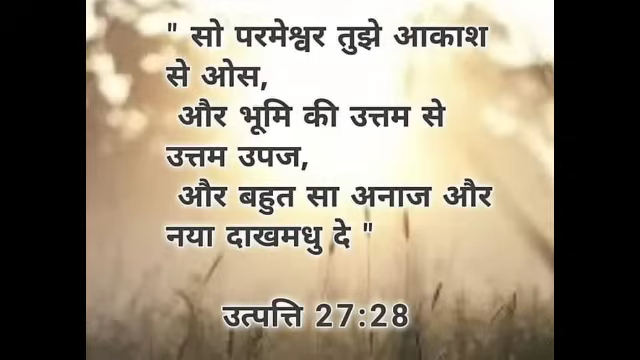 " सो परमेश्वर तुझे आकाश
से ओस,
और भूमि की उत्तम से
उत्तम उपज,
और बहुत सा अनाज और
नया दाखमधु दे "
उत्पत्ति 27:28